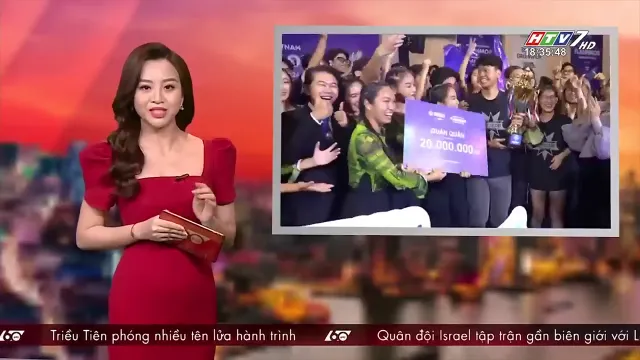 HTV7 HD
18:35:48
QUÁN QUÂN
20.000.000
Triều Tiên phóng nhiều tên lửa hành trình
60
Quân đội Israel tập trận gần biên giới với L